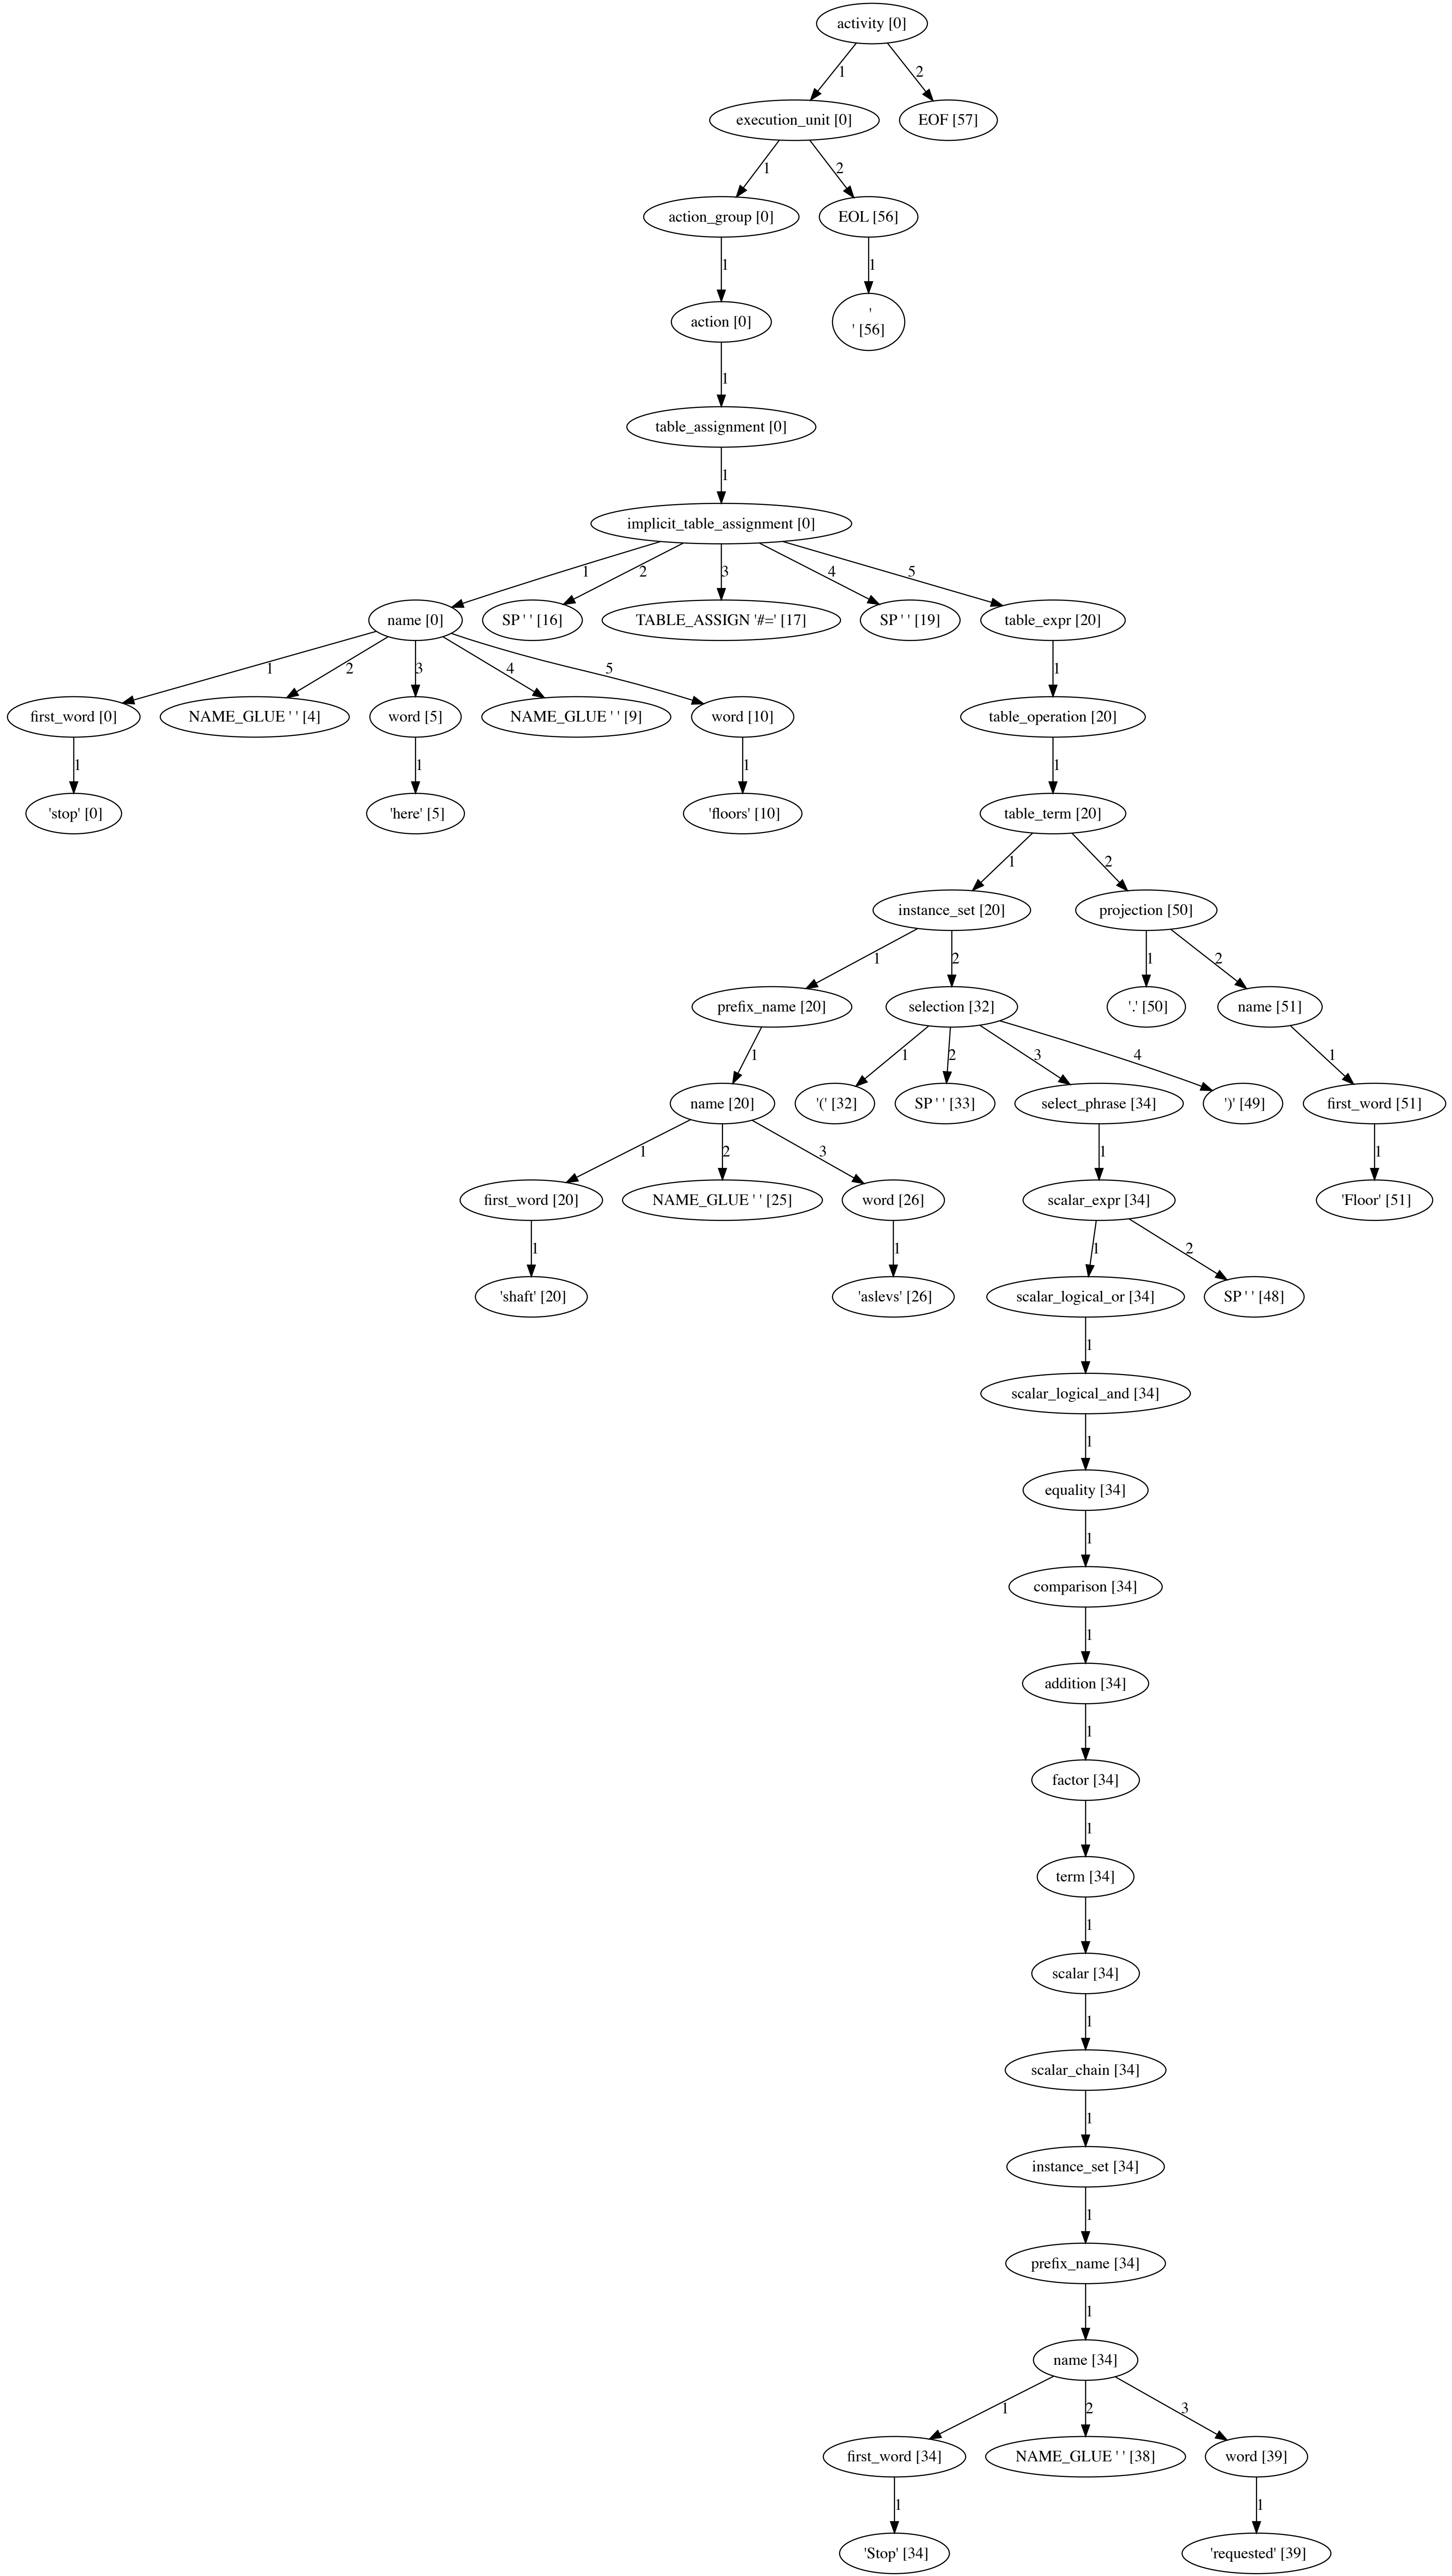 activity [0]
1
2
execution_unit [0]
EOF [57]
1
2
action_group [0]
EOL [56]
1
1
action [0]
'
' [56]
1
table_assignment [0]
1
implicit_table_assignment [0]
1
2
3
4
5
name [0]
SP ' ' [16]
TABLE_ASSIGN '#=' [17]
SP ' ' [19]
table_expr [20]
1
2
3
4
5
1
first_word [0]
NAME_GLUE ' ' [4]
word [5]
NAME_GLUE ' ' [9]
word [10]
table_operation [20]
1
1
1
1
'stop' [0]
'here' [5]
'floors' [10]
table_term [20]
1
2
instance_set [20]
projection [50]
1
2
1
2
prefix_name [20]
selection [32]
'.' [50]
name [51]
1
1
2
3
4
1
name [20]
'(' [32]
SP ' ' [33]
select_phrase [34]
')' [49]
first_word [51]
1
2
3
1
1
first_word [20]
NAME_GLUE ' ' [25]
word [26]
scalar_expr [34]
'Floor' [51]
1
1
1
2
'shaft' [20]
'aslevs' [26]
scalar_logical_or [34]
SP ' ' [48]
1
scalar_logical_and [34]
1
equality [34]
1
comparison [34]
1
addition [34]
1
factor [34]
1
term [34]
1
scalar [34]
1
scalar_chain [34]
1
instance_set [34]
1
prefix_name [34]
1
name [34]
1
2
3
first_word [34]
NAME_GLUE ' ' [38]
word [39]
1
1
'Stop' [34]
'requested' [39]